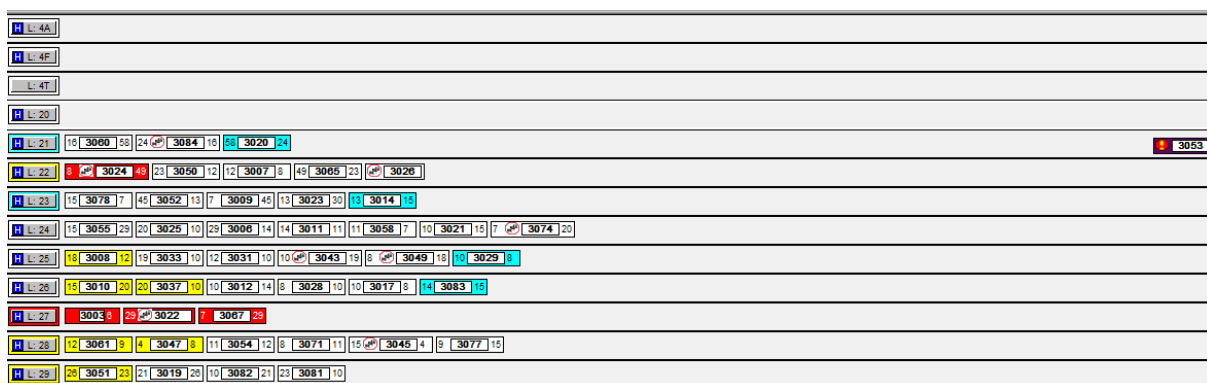 H L: 4A
H L: 4F
L: 4T
H L: 20
H L: 21 16 3060 58 24 3084 16 58 3020 24 3053
H L: 22 8 3024 49 23 3050 12 12 3007 8 49 3065 23 3026
H L: 23 15 3078 7 45 3052 13 7 3009 45 13 3023 30 13 3014 15
H L: 24 15 3055 29 20 3025 10 29 3006 14 14 3011 11 11 3058 7 10 3021 15 7 3074 20
H L: 25 18 3008 12 19 3033 10 12 3031 10 10 3043 19 8 3049 18 10 3029 8
H L: 26 15 3010 20 20 3037 10 10 3012 14 8 3028 10 10 3017 8 14 3083 15
H L: 27 3003 6 29 3022 7 3067 29
H L: 28 12 3061 9 4 3047 8 11 3054 12 8 3071 11 15 3045 4 9 3077 15
H L: 29 26 3051 23 21 3019 26 10 3082 21 23 3081 10